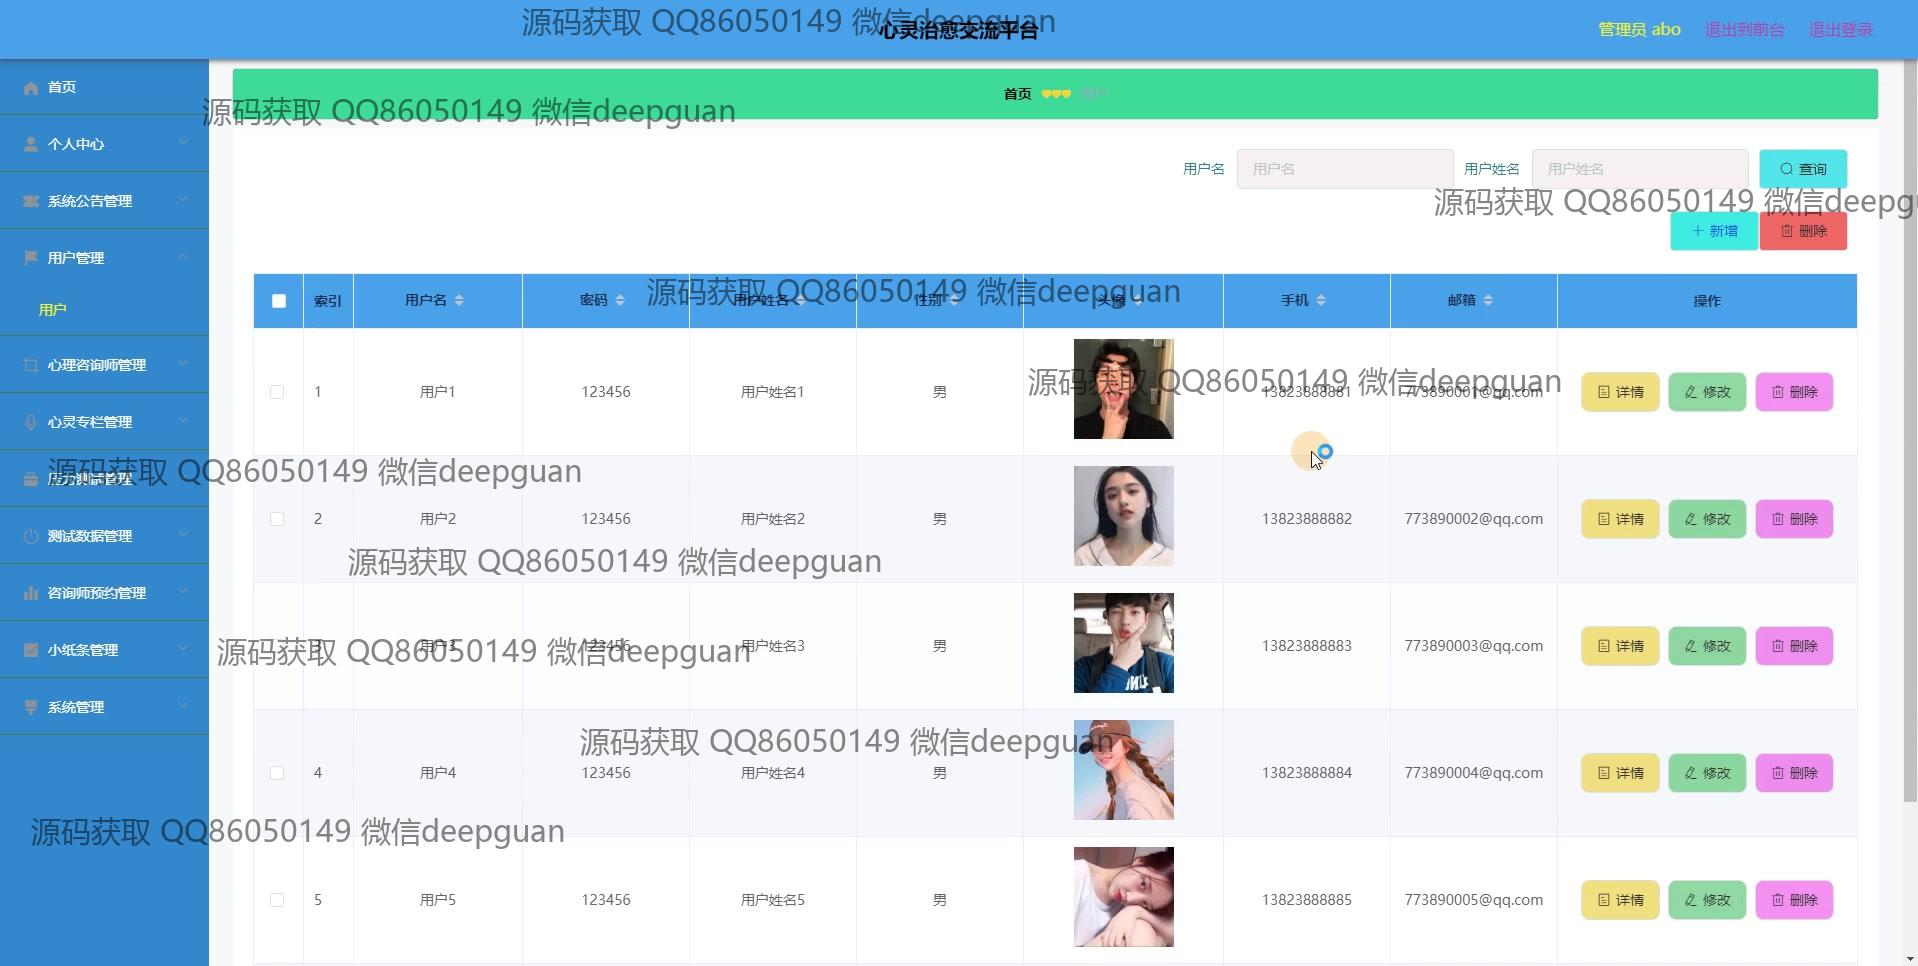 心灵治愈交流平台
管理员 abo 退出到前台 退出登录
源码获取 QQ86050149 微信deepguan
首页
个人中心
系统公告管理
用户管理
用户
心理咨询师管理
心灵专栏管理
测试数据管理
咨询师预约管理
小纸条管理
系统管理
首页 用户
源码获取 QQ86050149 微信deepguan
用户名 用户名 用户姓名 用户姓名 查询
源码获取 QQ86050149 微信deepg
新增 删除
索引 用户名 密码 用户姓名 性别 头像 手机 邮箱 操作
源码获取 QQ86050149 微信deepguan
1 用户1 123456 用户姓名1 男 13823888881 773890001@qq.com 详情 修改 删除
源码获取 QQ86050149 微信deepguan
源码获取 QQ86050149 微信deepguan
2 用户2 123456 用户姓名2 男 13823888882 773890002@qq.com 详情 修改 删除
源码获取 QQ86050149 微信deepguan
3 用户3 123456 用户姓名3 男 13823888883 773890003@qq.com 详情 修改 删除
源码获取 QQ86050149 微信deepguan
源码获取 QQ86050149 微信deepguan
4 用户4 123456 用户姓名4 男 13823888884 773890004@qq.com 详情 修改 删除
源码获取 QQ86050149 微信deepguan
5 用户5 123456 用户姓名5 男 13823888885 773890005@qq.com 详情 修改 删除